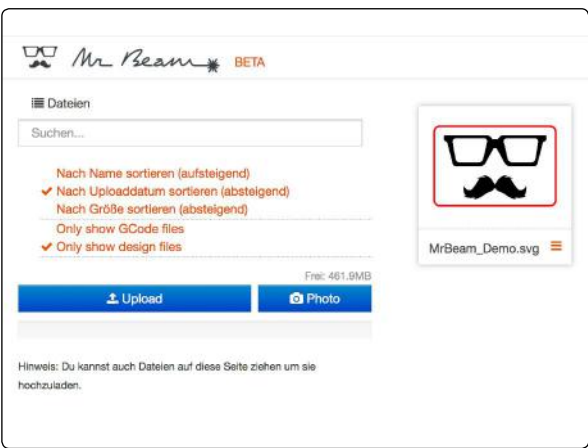 Mr Beam BETA
Dateien
Suchen...
Nach Name sortieren (aufsteigend)
Nach Uploaddatum sortieren (absteigend)
Nach Größe sortieren (absteigend)
Only show GCode files
Only show design files
Frei: 461.9MB
Upload
Photo
Hinweis: Du kannst auch Dateien auf diese Seite ziehen um sie
hochzuladen.
MrBeam_Demo.svg